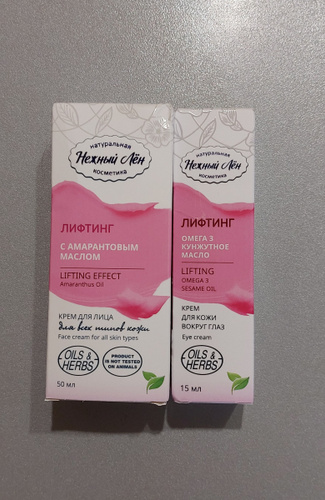 натуральная
Нежный Лён
косметика
ЛИФТИНГ
С АМАРАНТОВЫМ
МАСЛОМ
LIFTING EFFECT
Amaranthus Oil
КРЕМ ДЛЯ ЛИЦА
для всех типов кожи
Face cream for all skin types
OILS &
HERBS
PRODUCT
IS NOT TESTED
ON ANIMALS
50 мл
натуральная
Нежный Лён
косметика
ЛИФТИНГ
ОМЕГА 3
КУНЖУТНОЕ
МАСЛО
LIFTING
OMEGA 3
SESAME OIL
КРЕМ
ДЛЯ КОЖИ
ВОКРУГ ГЛАЗ
Eye cream
OILS &
HERBS
15 мл